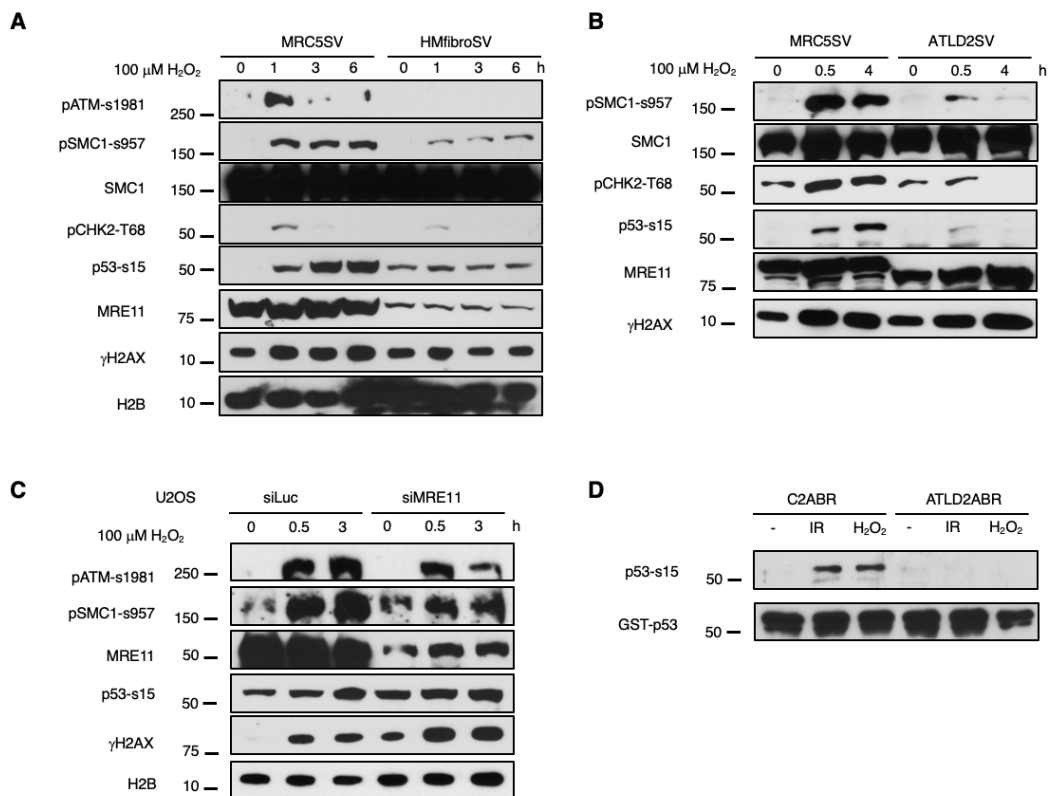 A
MRC5SV HMfibroSV
100 μM H₂O₂ 0 1 3 6 0 1 3 6 h
pATM-s1981 250
pSMC1-s957 150
SMC1 150
pCHK2-T68 50
p53-s15 50
MRE11 75
γH2AX 10
H2B 10
B
MRC5SV ATLD2SV
100 μM H₂O₂ 0 0.5 4 0 0.5 4 h
pSMC1-s957 150
SMC1 150
pCHK2-T68 50
p53-s15 50
MRE11 75
γH2AX 10
C
U2OS siLuc siMRE11
100 μM H₂O₂ 0 0.5 3 0 0.5 3 h
pATM-s1981 250
pSMC1-s957 150
MRE11 50
p53-s15 50
γH2AX 75
H2B 10
D
C2ABR ATLD2ABR
- IR H₂O₂ - IR H₂O₂
p53-s15 50
GST-p53 50